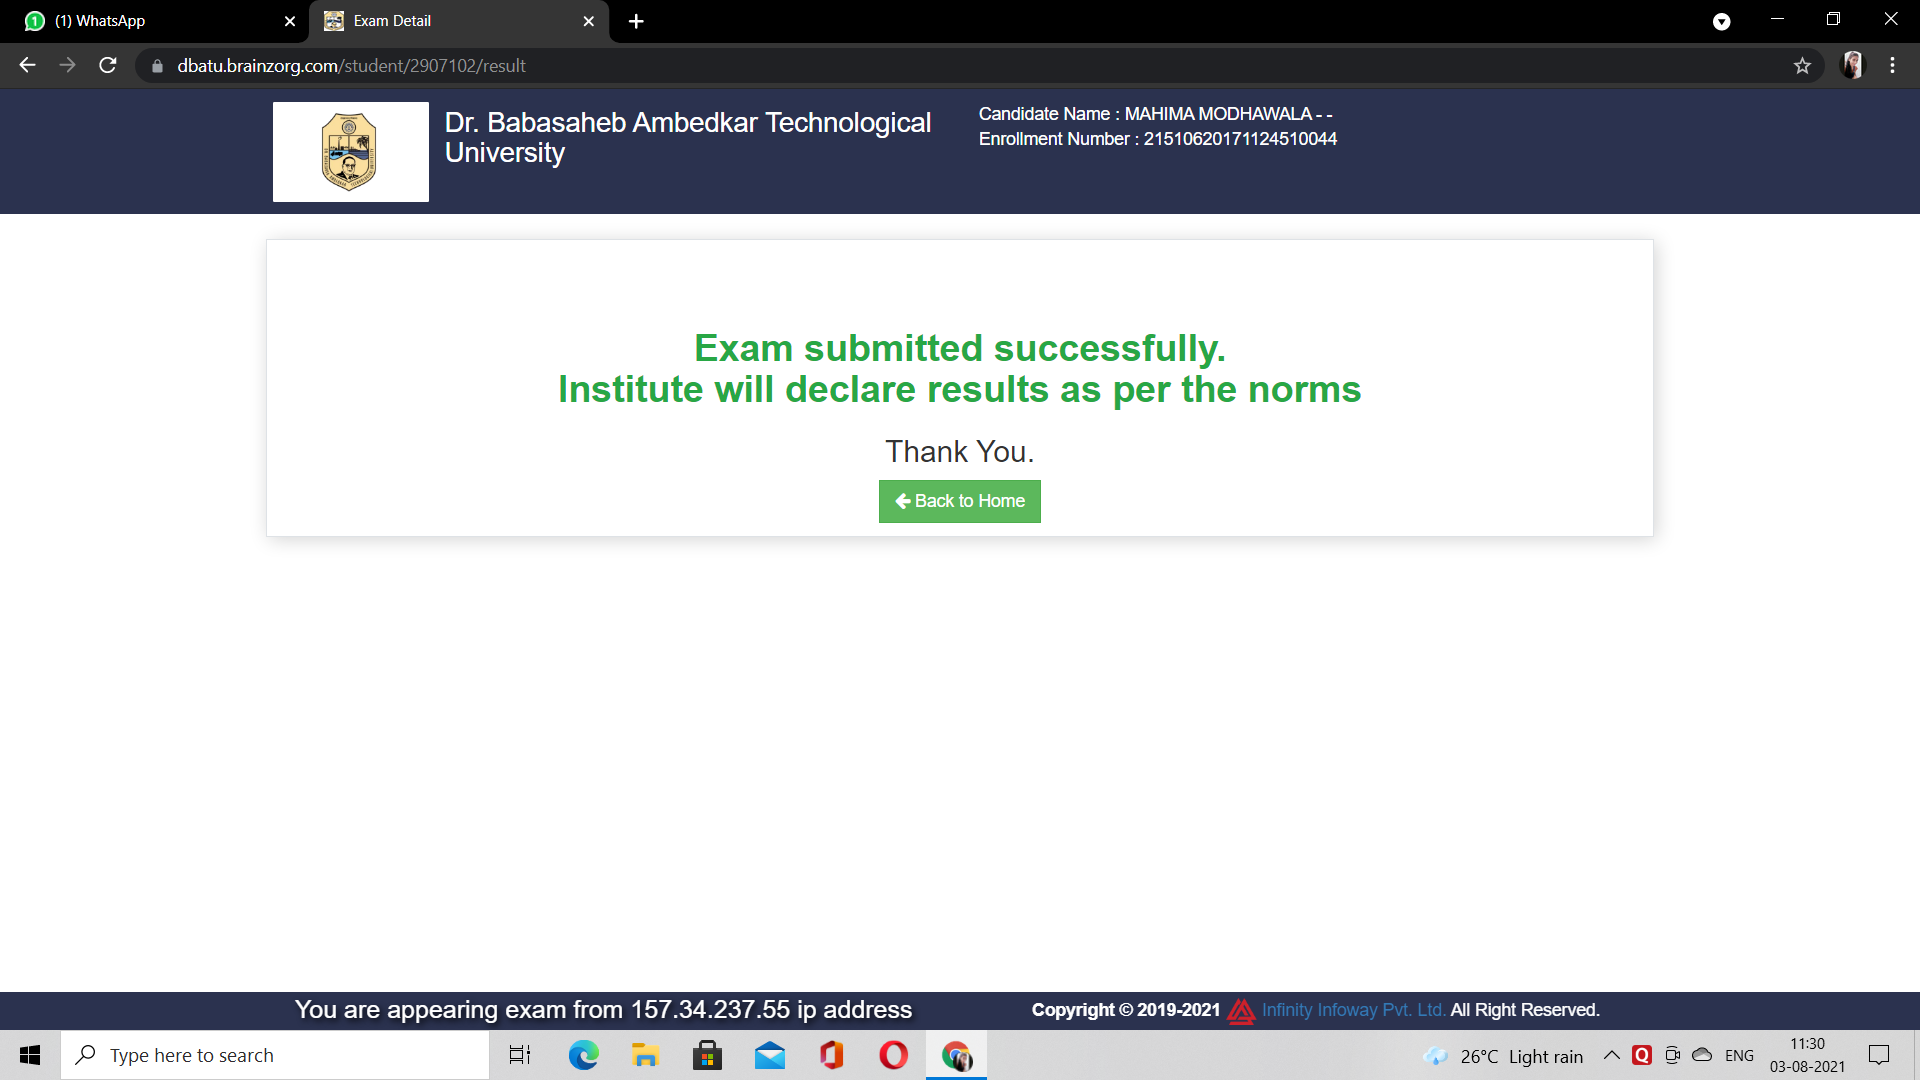 (1) WhatsApp
Exam Detail
dbatu.brainzorg.com/student/2907102/result
Dr. Babasaheb Ambedkar Technological
University
Candidate Name : MAHIMA MODHAWALA - -
Enrollment Number : 21510620171124510044
Exam submitted successfully.
Institute will declare results as per the norms
Thank You.
Back to Home
You are appearing exam from 157.34.237.55 ip address
Copyright © 2019-2021 Infinity Infoway Pvt. Ltd. All Right Reserved.
Type here to search
26°C Light rain
ENG
11:30
03-08-2021